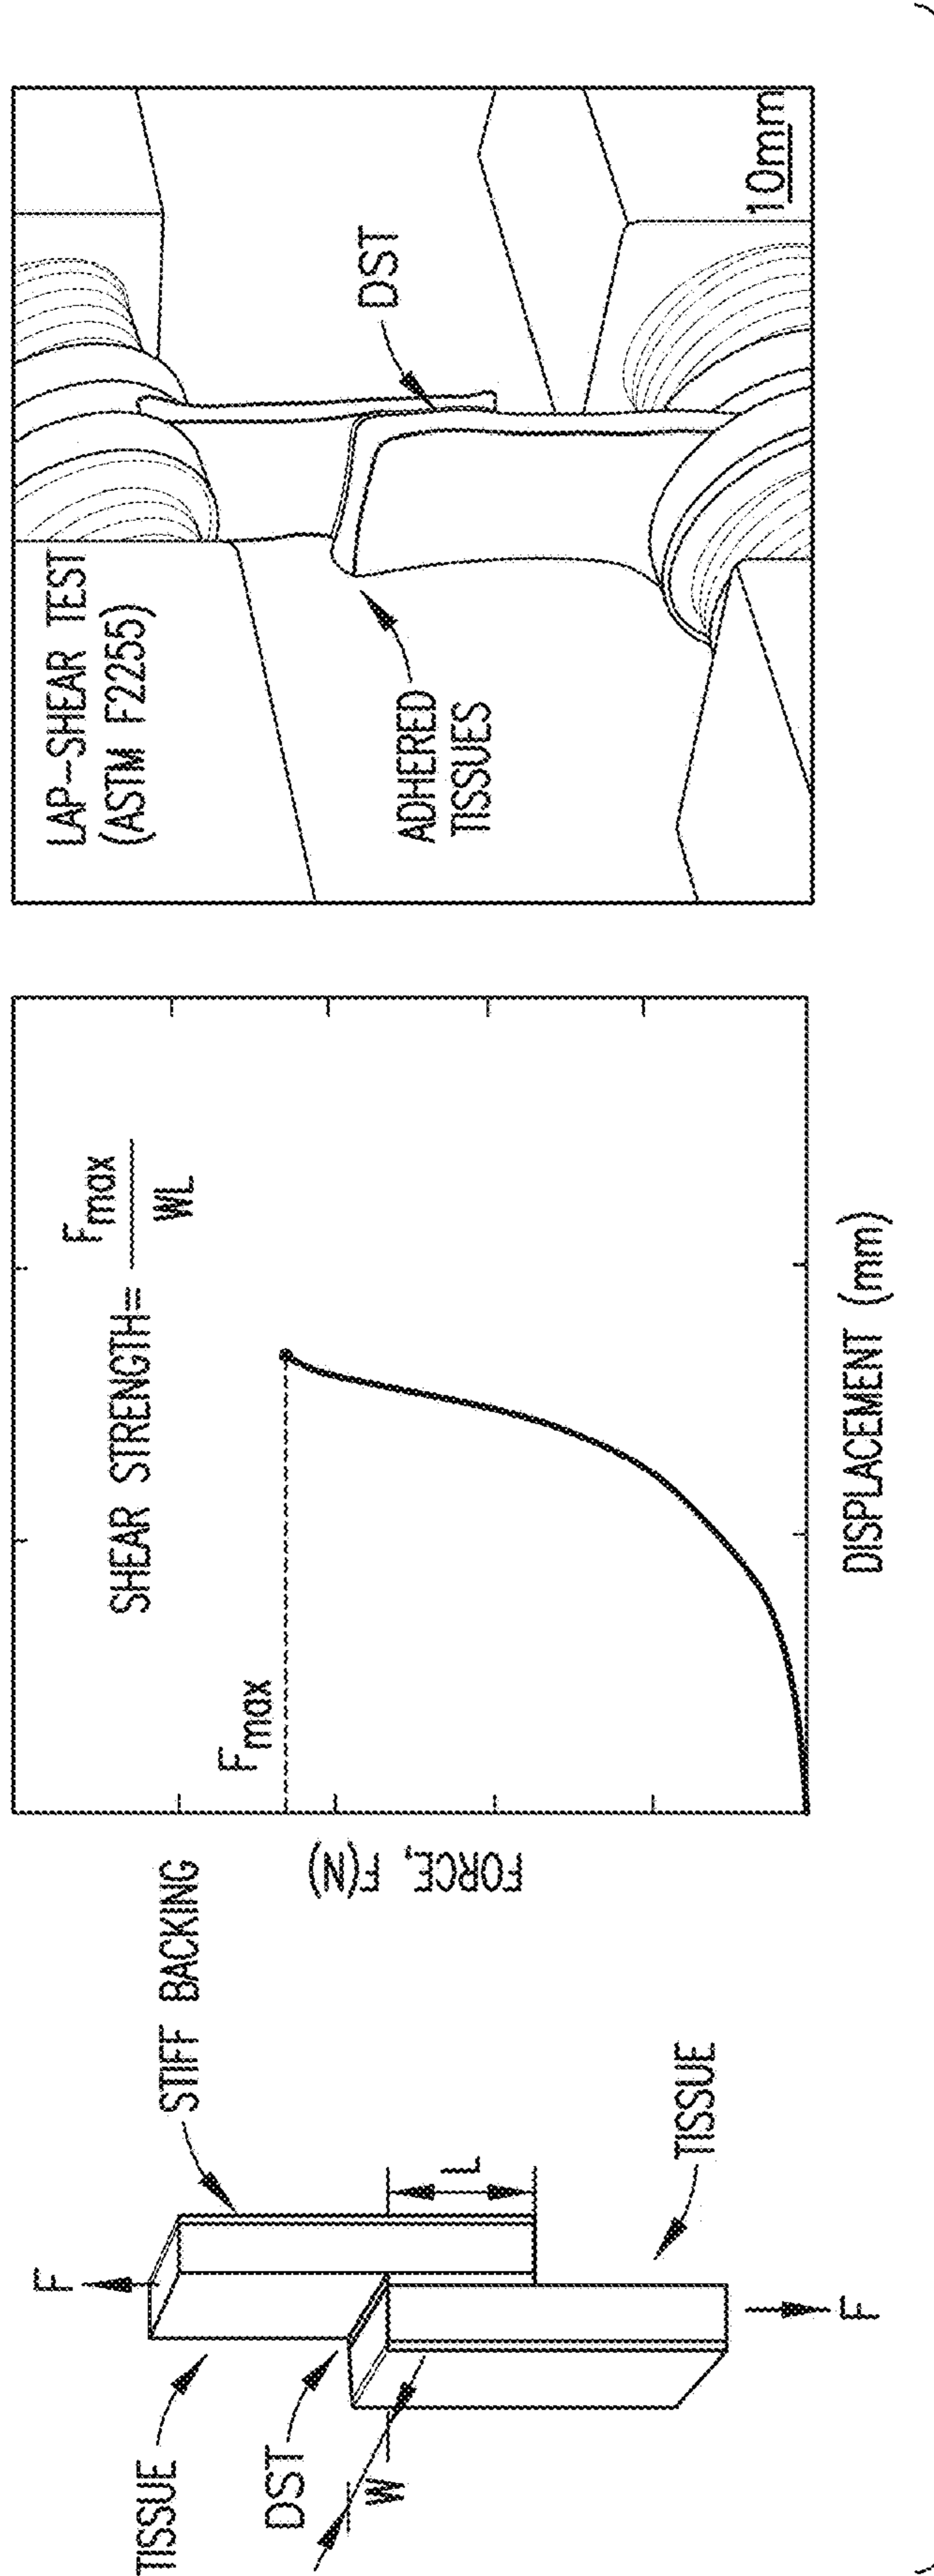 TISSUE
DST
W
F
STIFF BACKING
L
TISSUE
F
FORCE, F(N)
Fmax
SHEAR STRENGTH= Fmax
WL
DISPLACEMENT (mm)
LAP-SHEAR TEST
(ASTM F2255)
ADHERED
TISSUES
DST
10mm